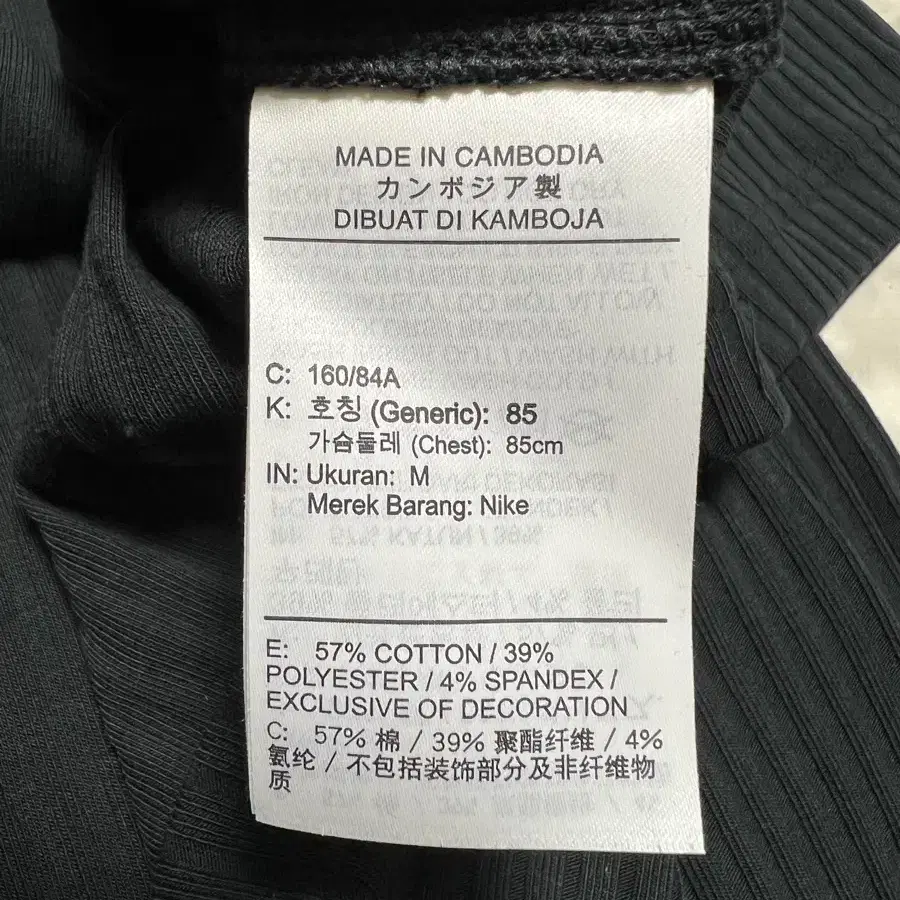 MADE IN CAMBODIA
カンボジア製
DIBUAT DI KAMBOJA
C: 160/84A
K: 호칭 (Generic): 85
가슴둘레 (Chest): 85cm
IN: Ukuran: M
Merek Barang: Nike
E: 57% COTTON / 39%
POLYESTER / 4% SPANDEX /
EXCLUSIVE OF DECORATION
C: 57% 棉 / 39% 聚酯纤维 / 4%
氨纶 / 不包括装饰部分及非纤维物
质